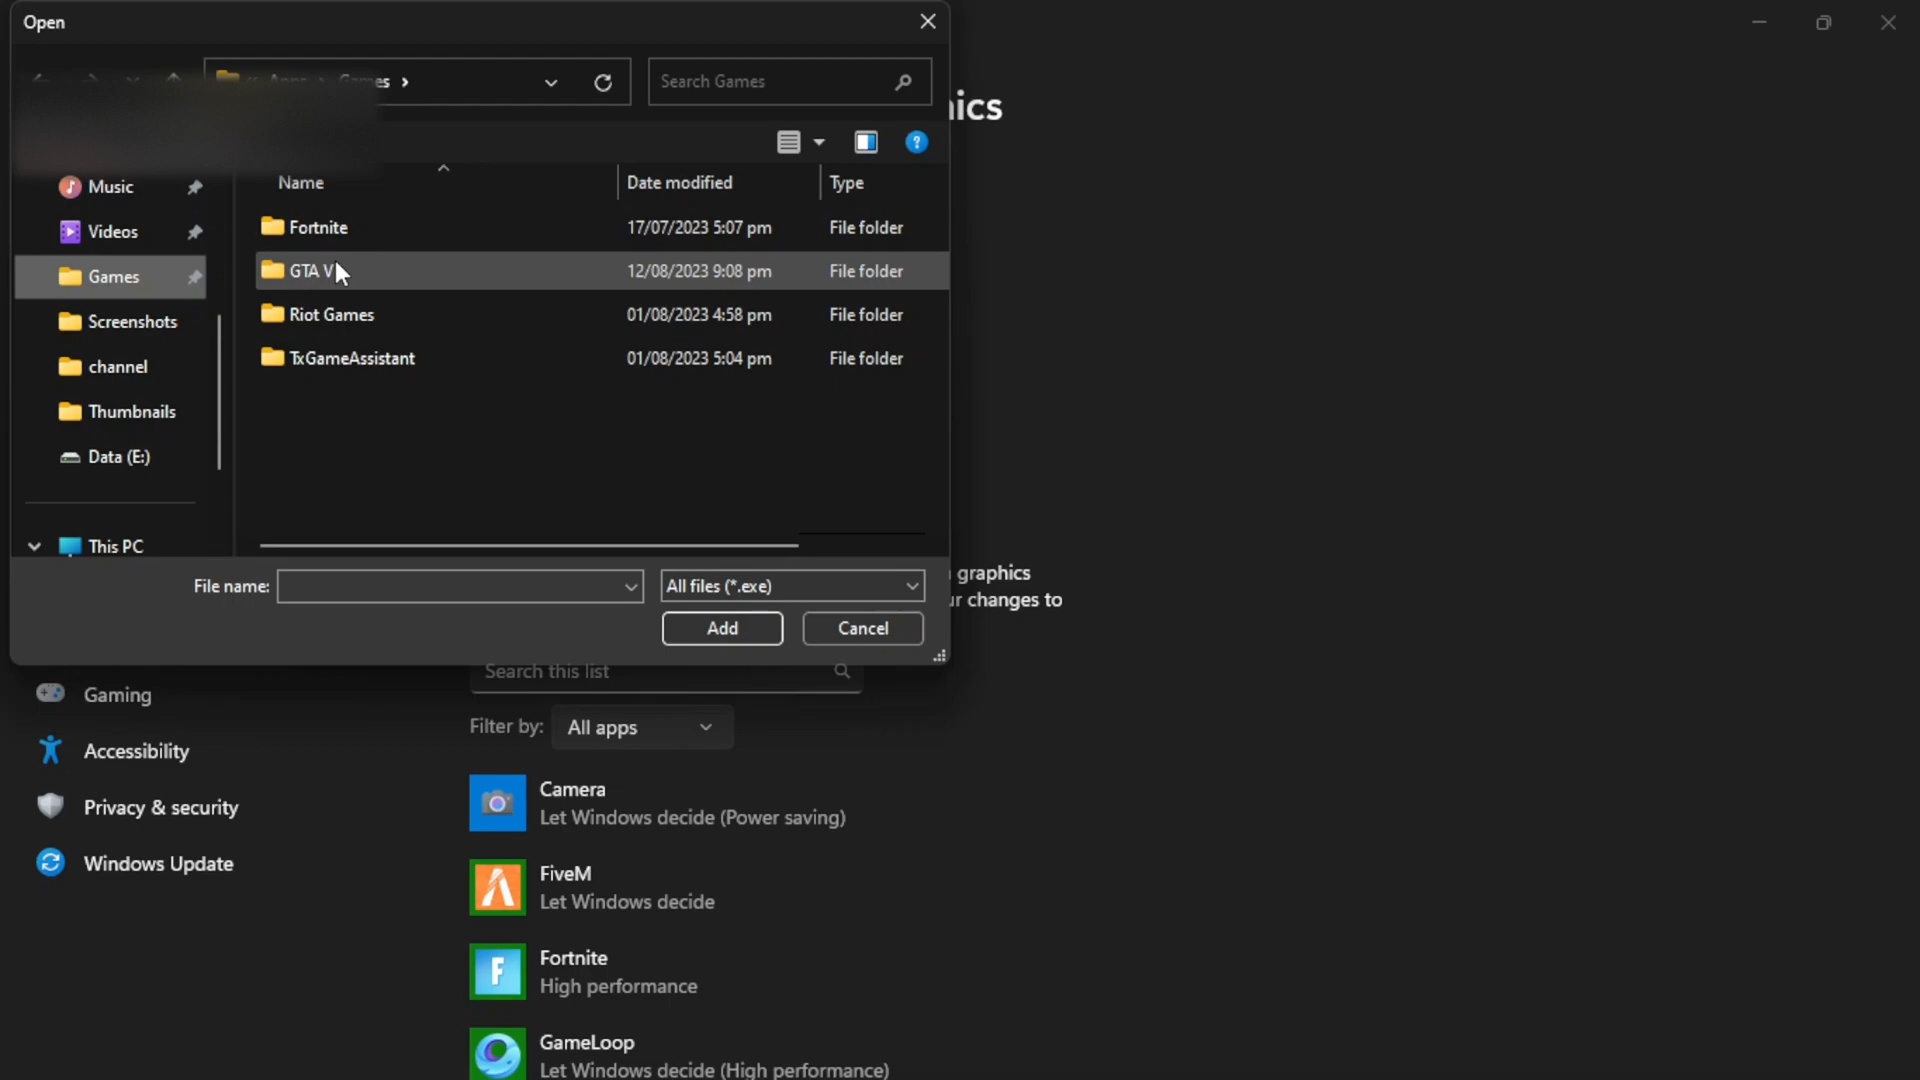 Open
Games
Search Games
ics
Name
Date modified
Type
Music
Videos
Games
Screenshots
channel
Thumbnails
Data (E:)
This PC
Fortnite
17/07/2023 5:07 pm
File folder
GTA V
12/08/2023 9:08 pm
File folder
Riot Games
01/08/2023 4:58 pm
File folder
TxGameAssistant
01/08/2023 5:04 pm
File folder
File name:
All files (*.exe)
Add
Cancel
graphics
changes to
Search this list
Gaming
Accessibility
Privacy & security
Windows Update
Filter by:
All apps
Camera
Let Windows decide (Power saving)
FiveM
Let Windows decide
Fortnite
High performance
GameLoop
Let Windows decide (High performance)